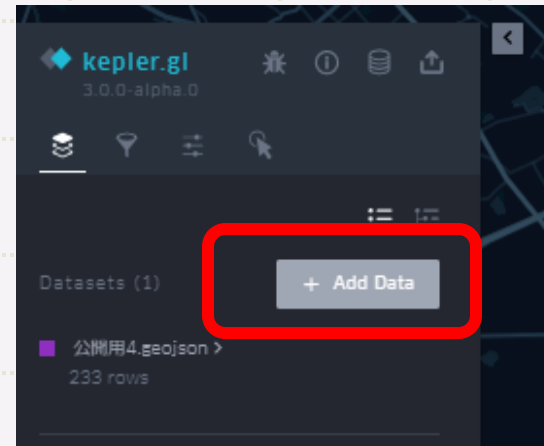 kepler.gl
3.0.0-alpha.0
Datasets (1)
+ Add Data
公開用4.geojson >
233 rows